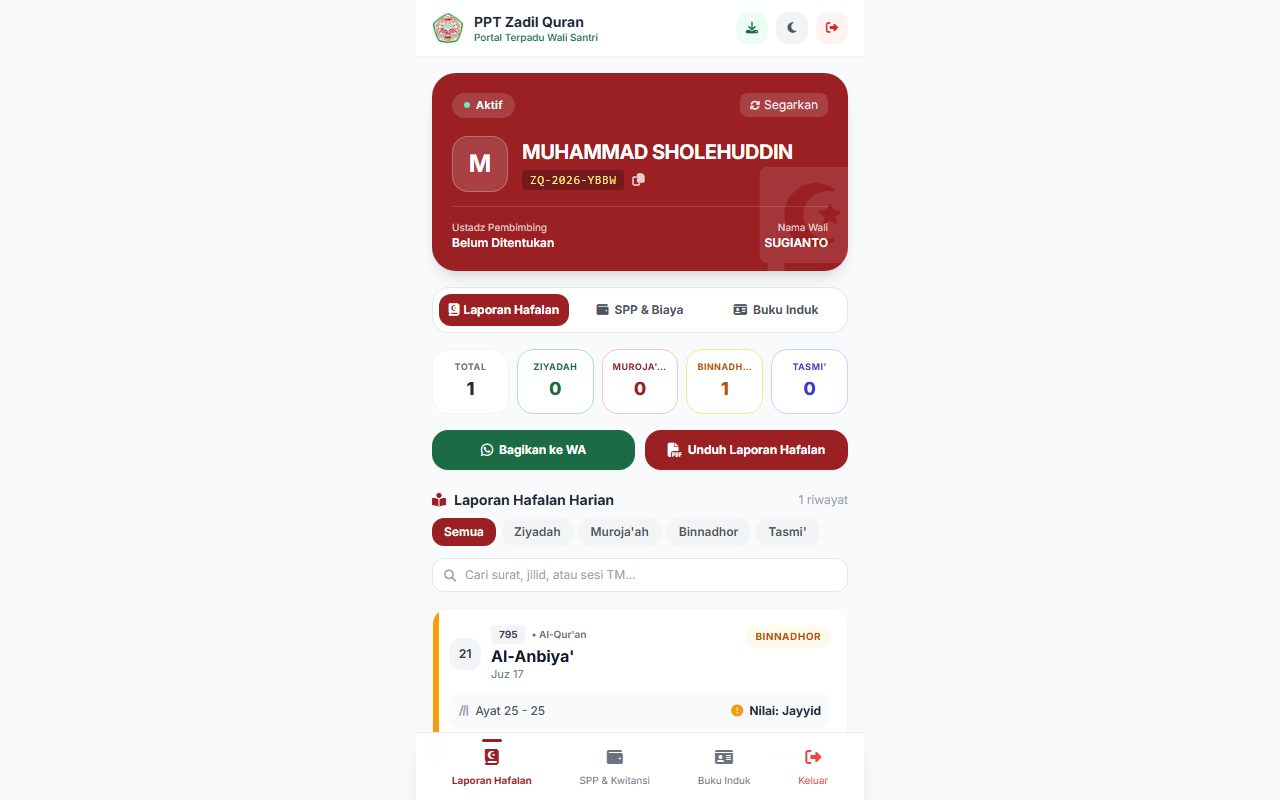 PPT Zadil Quran
Portal Terpadu Wali Santri
Aktif
Segarkan
M
MUHAMMAD SHOLEHUDDIN
ZQ-2026-YBBW
Ustadz Pembimbing
Nama Wali
Belum Ditentukan
SUGIANTO
Laporan Hafalan
SPP & Biaya
Buku Induk
TOTAL
1
ZIYADAH
0
MUROJA'...
0
BINNADH...
1
TASMI'
0
Bagikan ke WA
Unduh Laporan Hafalan
Laporan Hafalan Harian
1 riwayat
Semua
Ziyadah
Muroja'ah
Binnadhor
Tasmi'
Cari surat, jilid, atau sesi TM...
21
795
• Al-Qur'an
BINNADHOR
Al-Anbiya'
Juz 17
Ayat 25 - 25
Nilai: Jayyid
Laporan Hafalan
SPP & Kwitansi
Buku Induk
Keluar